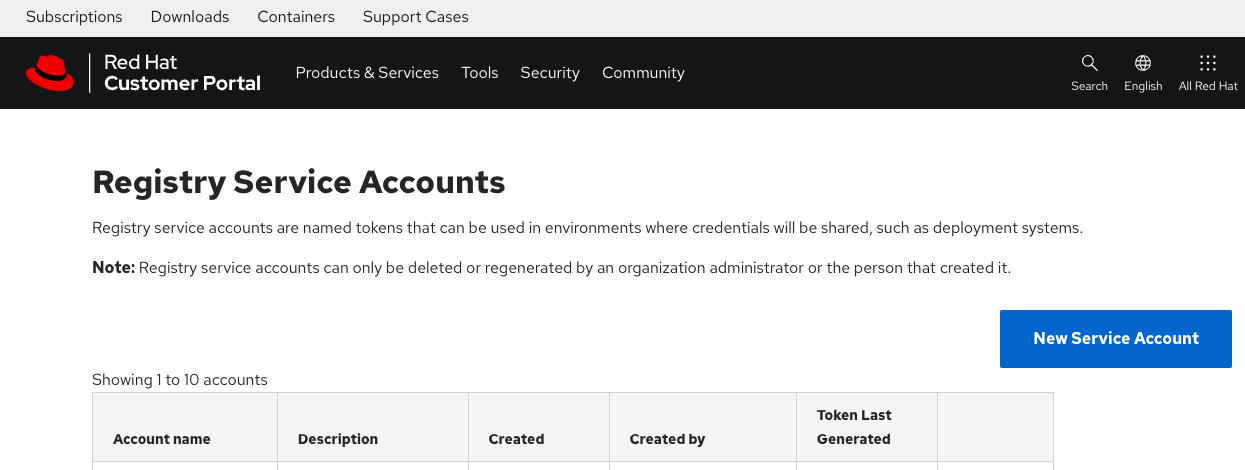 Subscriptions Downloads Containers Support Cases
Red Hat
Customer Portal
Products & Services Tools Security Community
Search English All Red Hat
Registry Service Accounts
Registry service accounts are named tokens that can be used in environments where credentials will be shared, such as deployment systems.
Note: Registry service accounts can only be deleted or regenerated by an organization administrator or the person that created it.
New Service Account
Showing 1 to 10 accounts
Account name Description Created Created by Token Last
Generated